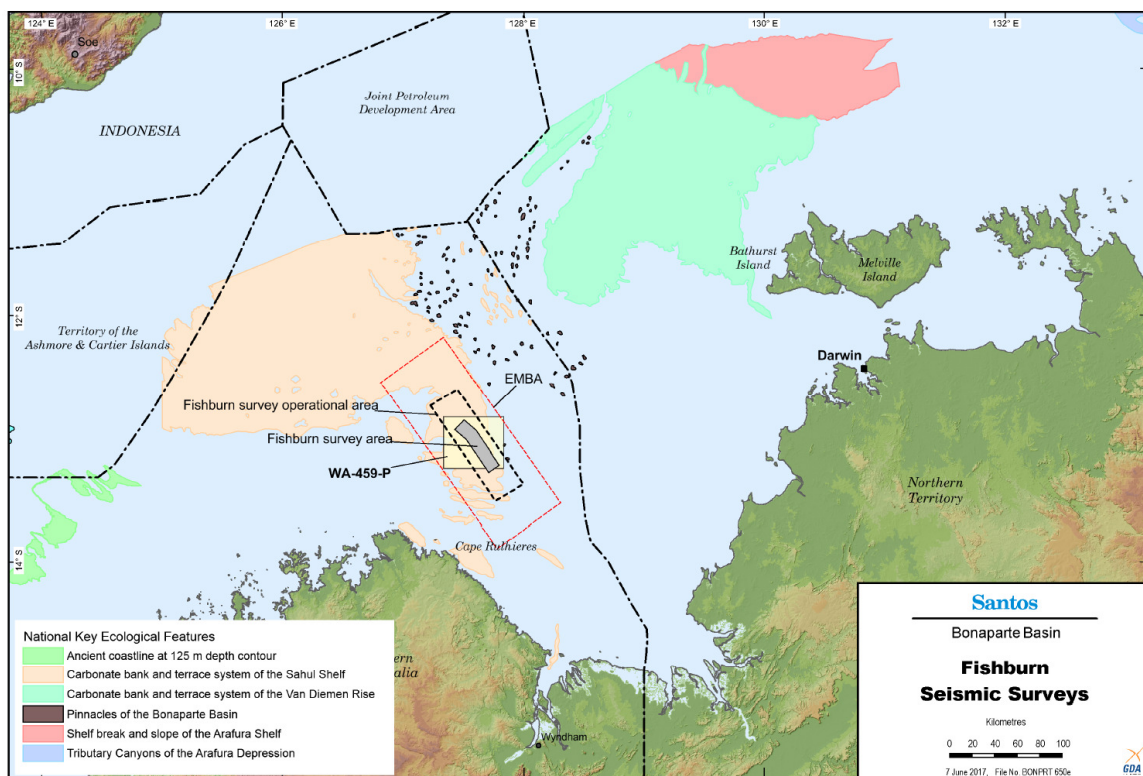 124° E
126° E
128° E
130° E
132° E
10° S
12° S
14° S
Soe
INDONESIA
Joint Petroleum
Development Area
Bathurst
Island
Melville
Island
Territory of the
Ashmore & Cartier Islands
Darwin
EMBA
Fishburn survey operational area
Fishburn survey area
WA-459-P
Northern
Territory
Cape Ruthieres
Wyndham
National Key Ecological Features
Ancient coastline at 125 m depth contour
Carbonate bank and terrace system of the Sahul Shelf
Carbonate bank and terrace system of the Van Diemen Rise
Pinnacles of the Bonaparte Basin
Shelf break and slope of the Arafura Shelf
Tributary Canyons of the Arafura Depression
Santos
Bonaparte Basin
Fishburn
Seismic Surveys
Kilometres
0 20 40 60 80 100
7 June 2017, File No. BONPRT 650e
GDA